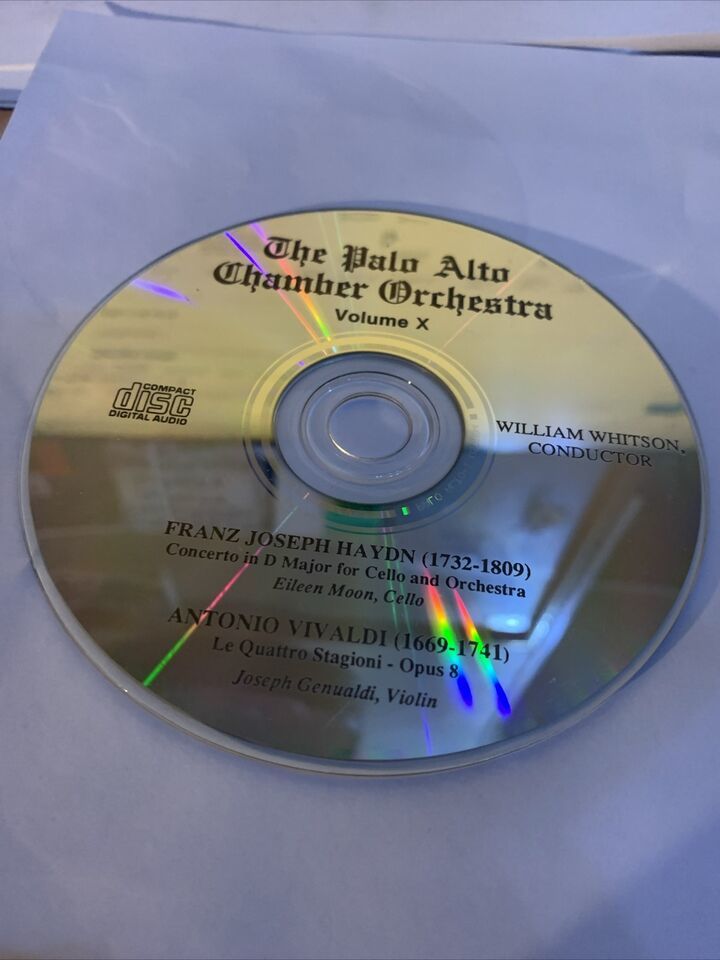 The Palo Alto
Chamber Orchestra
Volume X
COMPACT
disc
DIGITAL AUDIO
WILLIAM WHITSON,
CONDUCTOR
FRANZ JOSEPH HAYDN (1732-1809)
Concerto in D Major for Cello and Orchestra
Eileen Moon, Cello
ANTONIO VIVALDI (1669-1741)
Le Quattro Stagioni - Opus 8
Joseph Genualdi, Violin